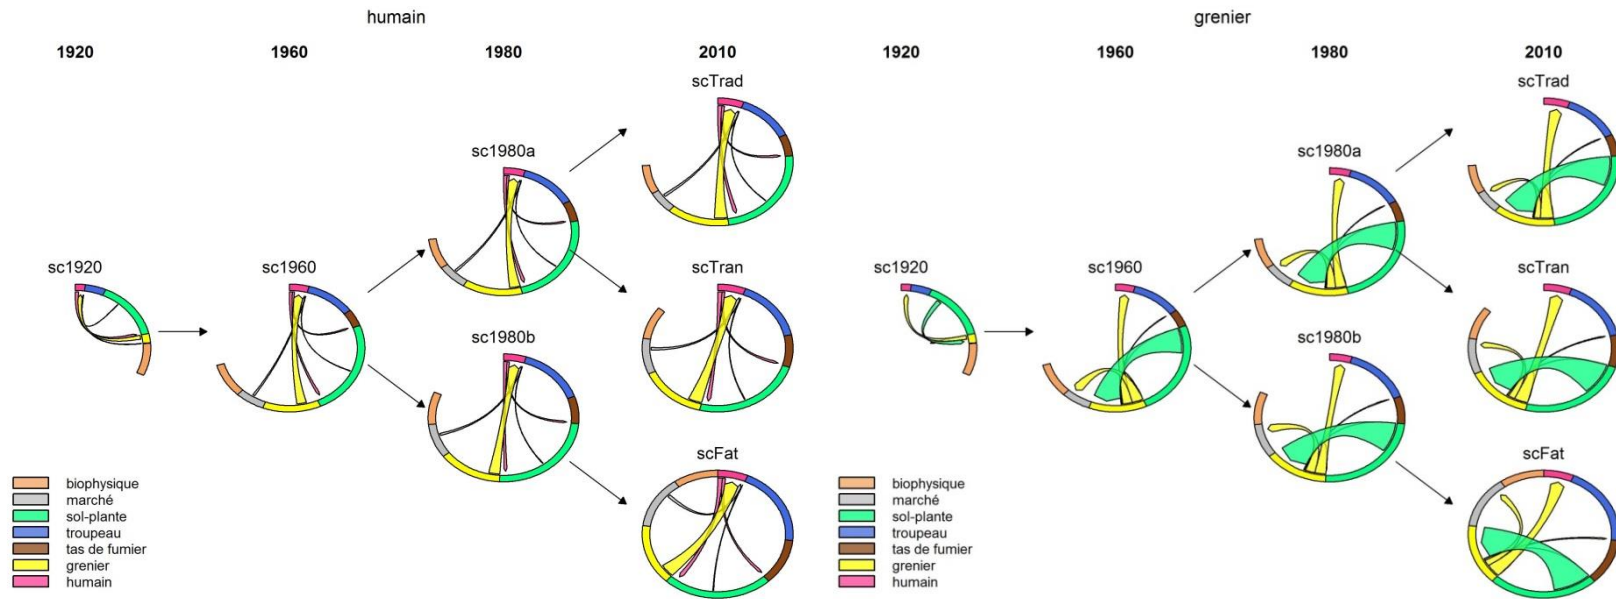 humain
1920 1960 1980 2010
scTrad
sc1980a
sc1920 sc1960 scTran
sc1980b
scFat
biophysique
marché
sol-plante
troupeau
tas de fumier
grenier
humain
grenier
1920 1960 1980 2010
scTrad
sc1980a
sc1920 sc1960 scTran
sc1980b
scFat
biophysique
marché
sol-plante
troupeau
tas de fumier
grenier
humain